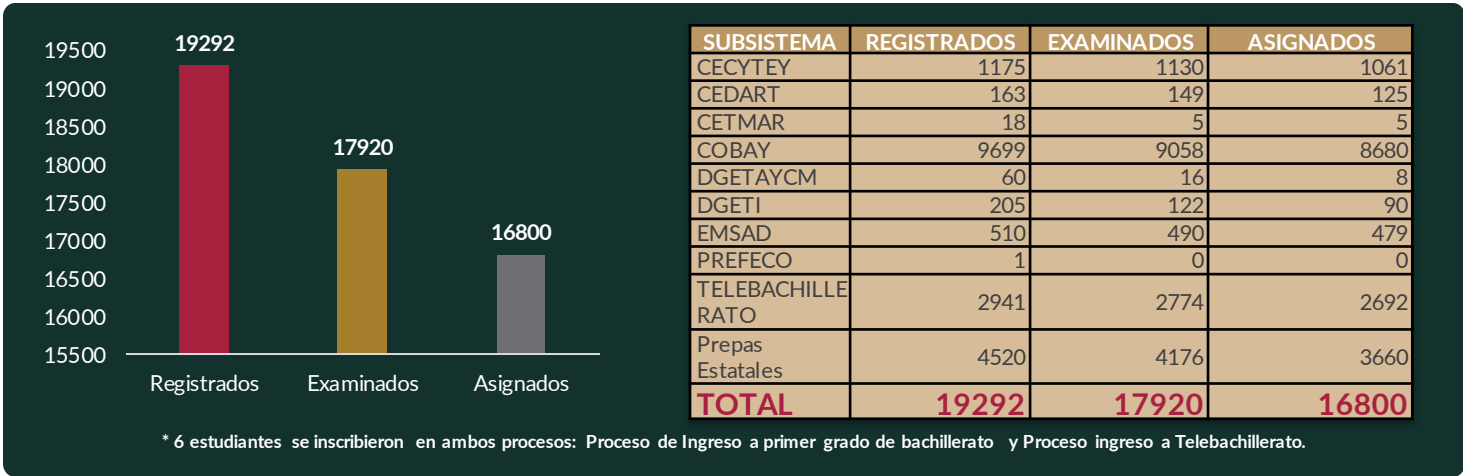 19500
19000
18500
18000
17500
17000
16500
16000
15500
19292
17920
16800
Registrados Examinados Asignados
SUBSISTEMA REGISTRADOS EXAMINADOS ASIGNADOS
CECYTEY 1175 1130 1061
CEDART 163 149 125
CETMAR 18 5 5
COBAY 9699 9058 8680
DGETAYCM 60 16 8
DGETI 205 122 90
EMSAD 510 490 479
PREFECO 1 0 0
TELEBACHILLE
RATO 2941 2774 2692
Prepas
Estatales 4520 4176 3660
TOTAL 19292 17920 16800
* 6 estudiantes se inscribieron en ambos procesos: Proceso de Ingreso a primer grado de bachillerato y Proceso ingreso a Telebachillerato.